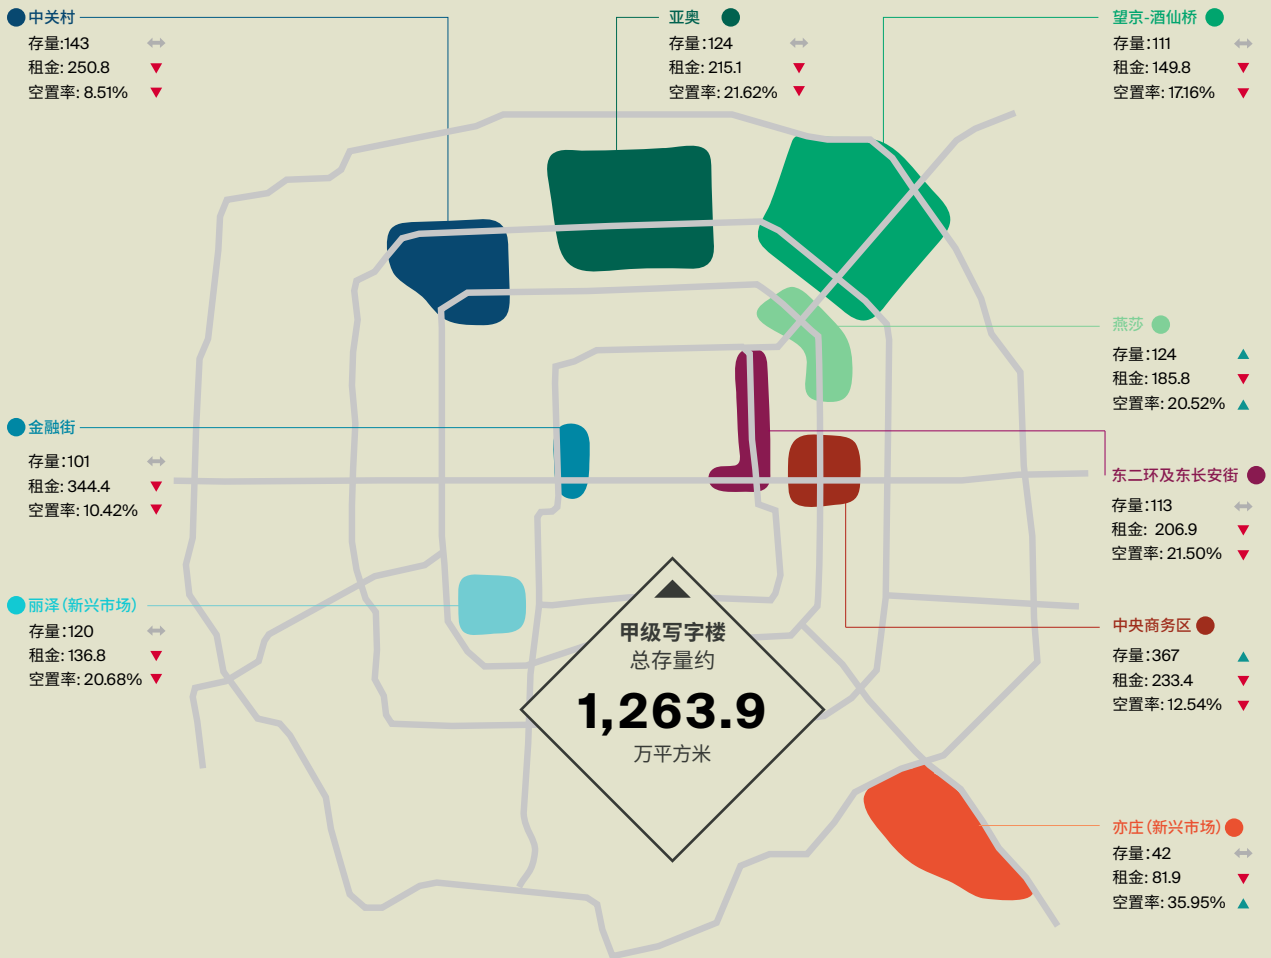 中关村
存量:143
租金: 250.8
空置率: 8.51%
亚奥
存量:124
租金: 215.1
空置率: 21.62%
望京-酒仙桥
存量:111
租金: 149.8
空置率: 17.16%
燕莎
存量:124
租金: 185.8
空置率: 20.52%
金融街
存量:101
租金: 344.4
空置率: 10.42%
东二环及东长安街
存量:113
租金: 206.9
空置率: 21.50%
丽泽(新兴市场)
存量:120
租金: 136.8
空置率: 20.68%
甲级写字楼
总存量约
1,263.9
万平方米
中央商务区
存量:367
租金: 233.4
空置率: 12.54%
亦庄(新兴市场)
存量:42
租金: 81.9
空置率: 35.95%